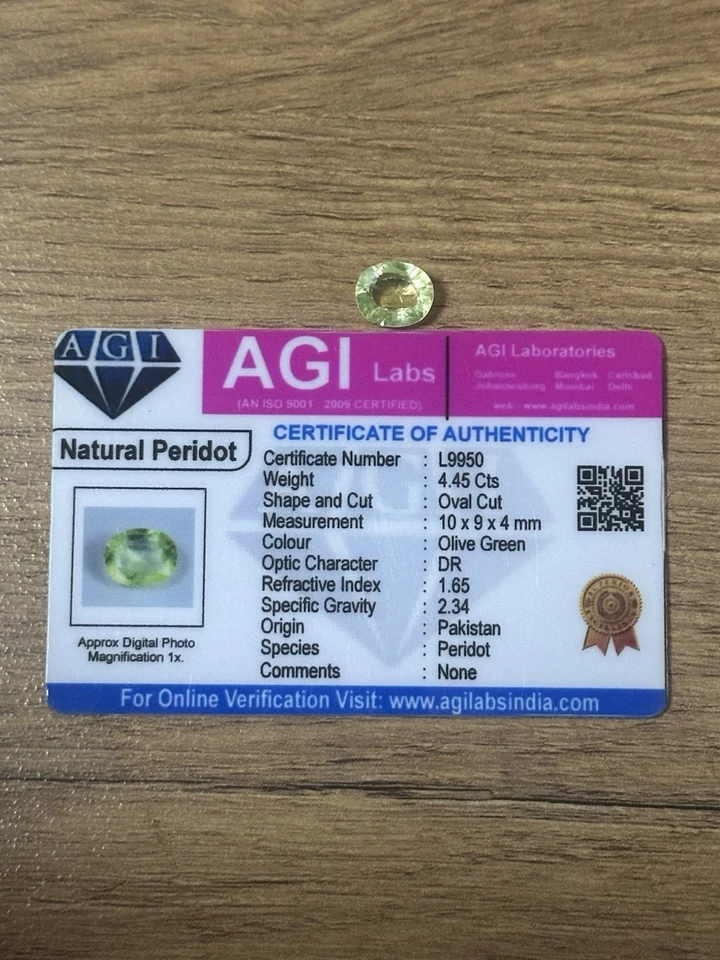 AGI
AGI Labs
(AN ISO 9001 : 2009 CERTIFIED)
AGI Laboratories
Gabrone Bangkok Carlsbad
Johannesburg Mumbai Delhi
web: www.agilabsindia.com
CERTIFICATE OF AUTHENTICITY
Natural Peridot
Certificate Number : L9950
Weight : 4.45 Cts
Shape and Cut : Oval Cut
Measurement : 10 x 9 x 4 mm
Colour : Olive Green
Optic Character : DR
Refractive Index : 1.65
Specific Gravity : 2.34
Origin : Pakistan
Species : Peridot
Comments : None
Approx Digital Photo
Magnification 1x.
For Online Verification Visit: www.agilabsindia.com